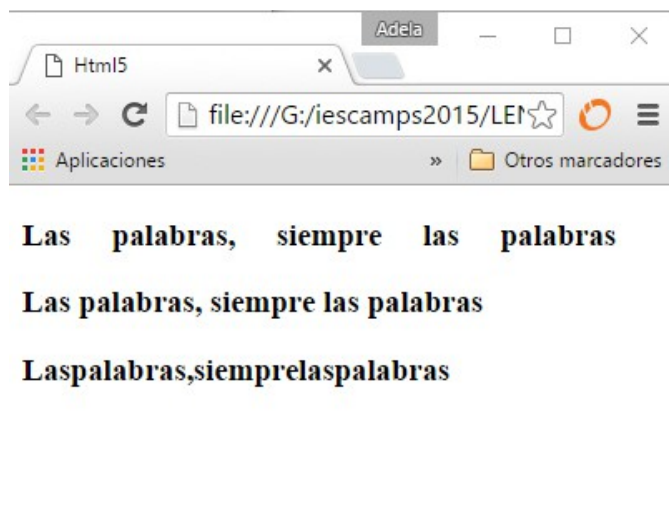 Adela
Html5
file:///G:/iescamps2015/LEN
Aplicaciones » Otros marcadores
Las palabras, siempre las palabras
Las palabras, siempre las palabras
Laspalabras,siemprelaspalabras